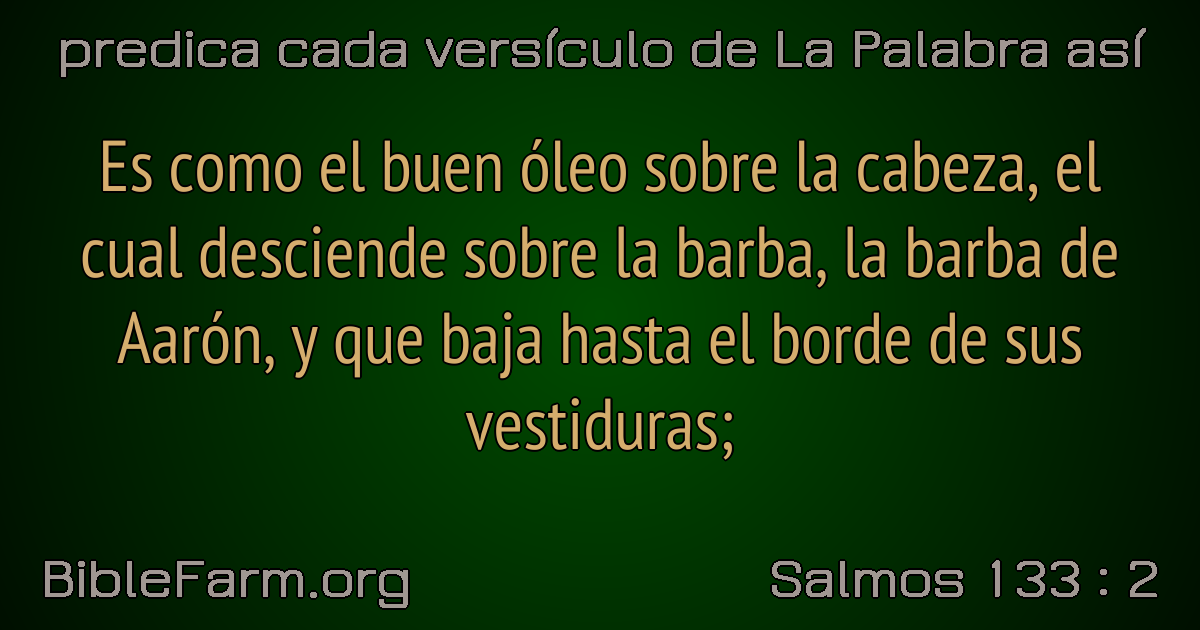 predica cada versículo de La Palabra así
Es como el buen óleo sobre la cabeza, el
cual desciende sobre la barba, la barba de
Aarón, y que baja hasta el borde de sus
vestiduras;
BibleFarm.org
Salmos 133 : 2